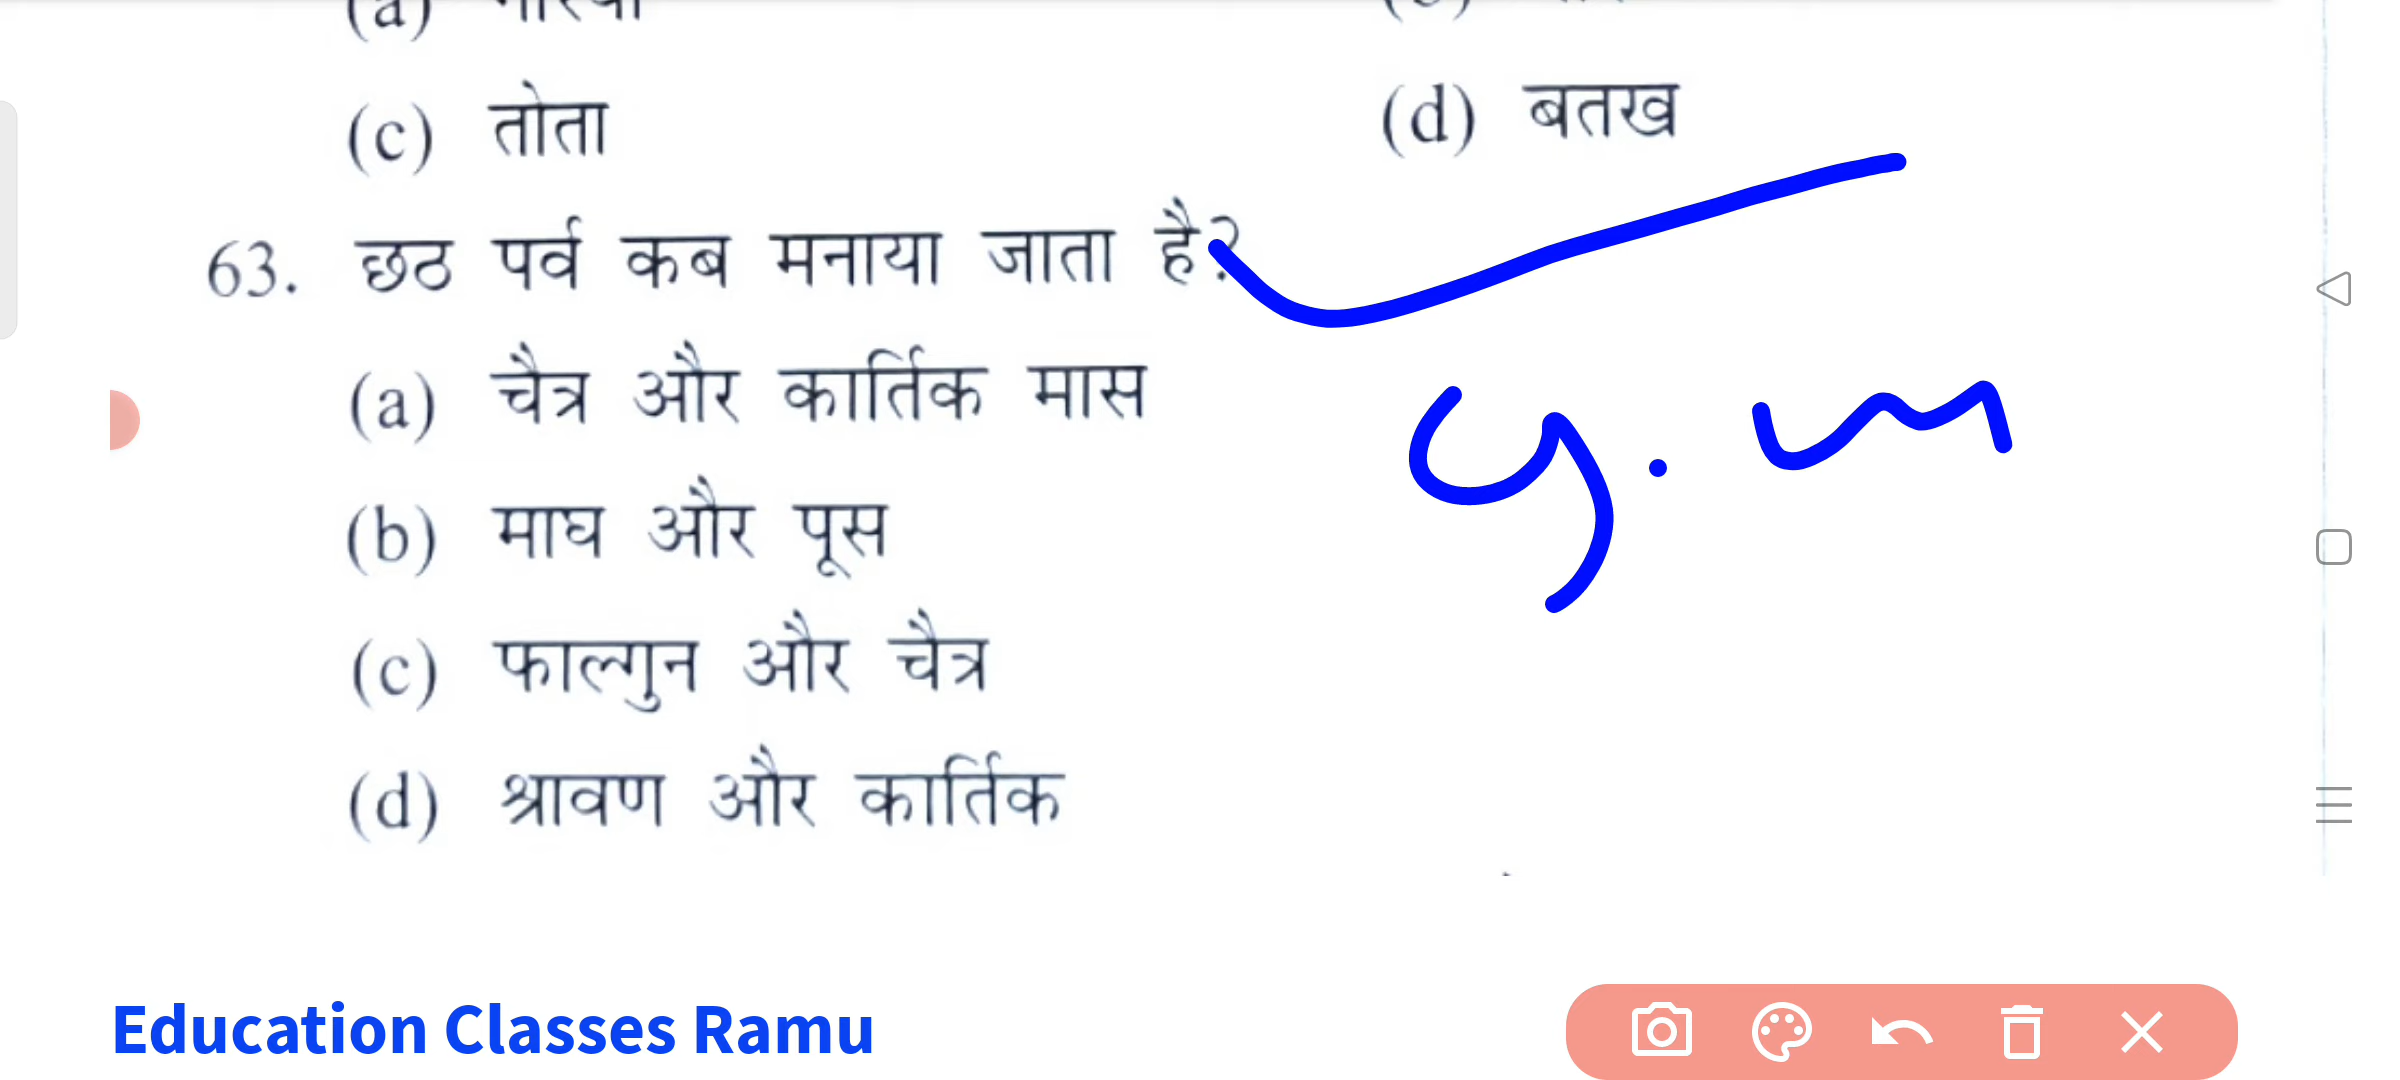 (c) तोता (d) बतख
63. छठ पर्व कब मनाया जाता है?
(a) चैत्र और कार्तिक मास
(b) माघ और पूस
(c) फाल्गुन और चैत्र
(d) श्रावण और कार्तिक
Education Classes Ramu